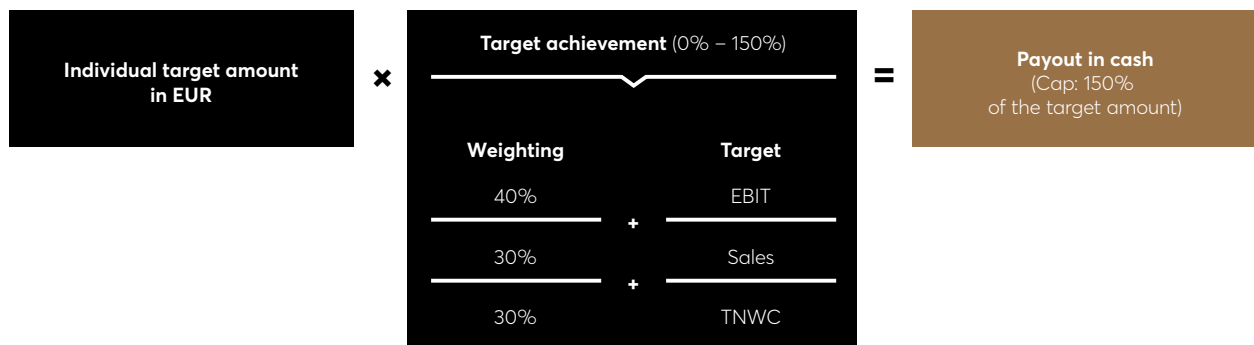 Individual target amount
in EUR
×
Target achievement (0% – 150%)
Weighting
Target
40%
EBIT
+
30%
Sales
+
30%
TNWC
=
Payout in cash
(Cap: 150%
of the target amount)